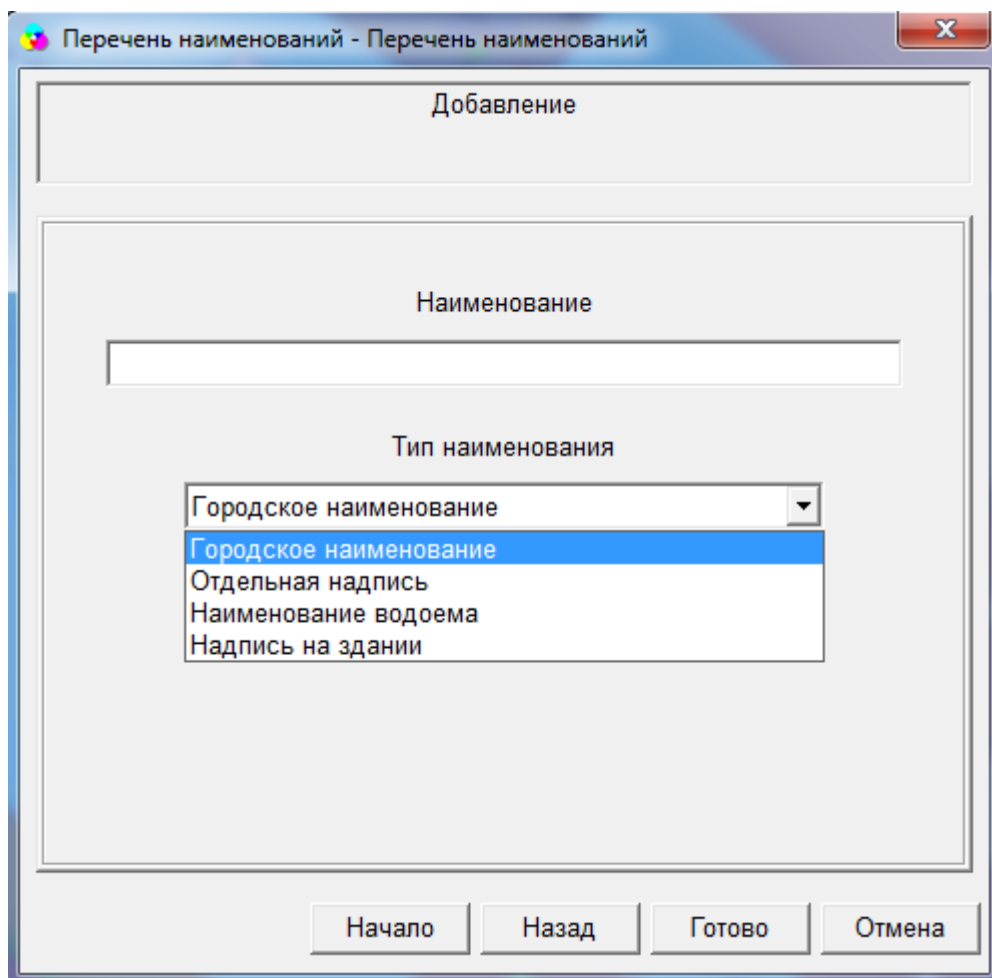 Перечень наименований - Перечень наименований
Добавление
Наименование
Тип наименования
Городское наименование
Городское наименование
Отдельная надпись
Наименование водоема
Надпись на здании
Начало Назад Готово Отмена